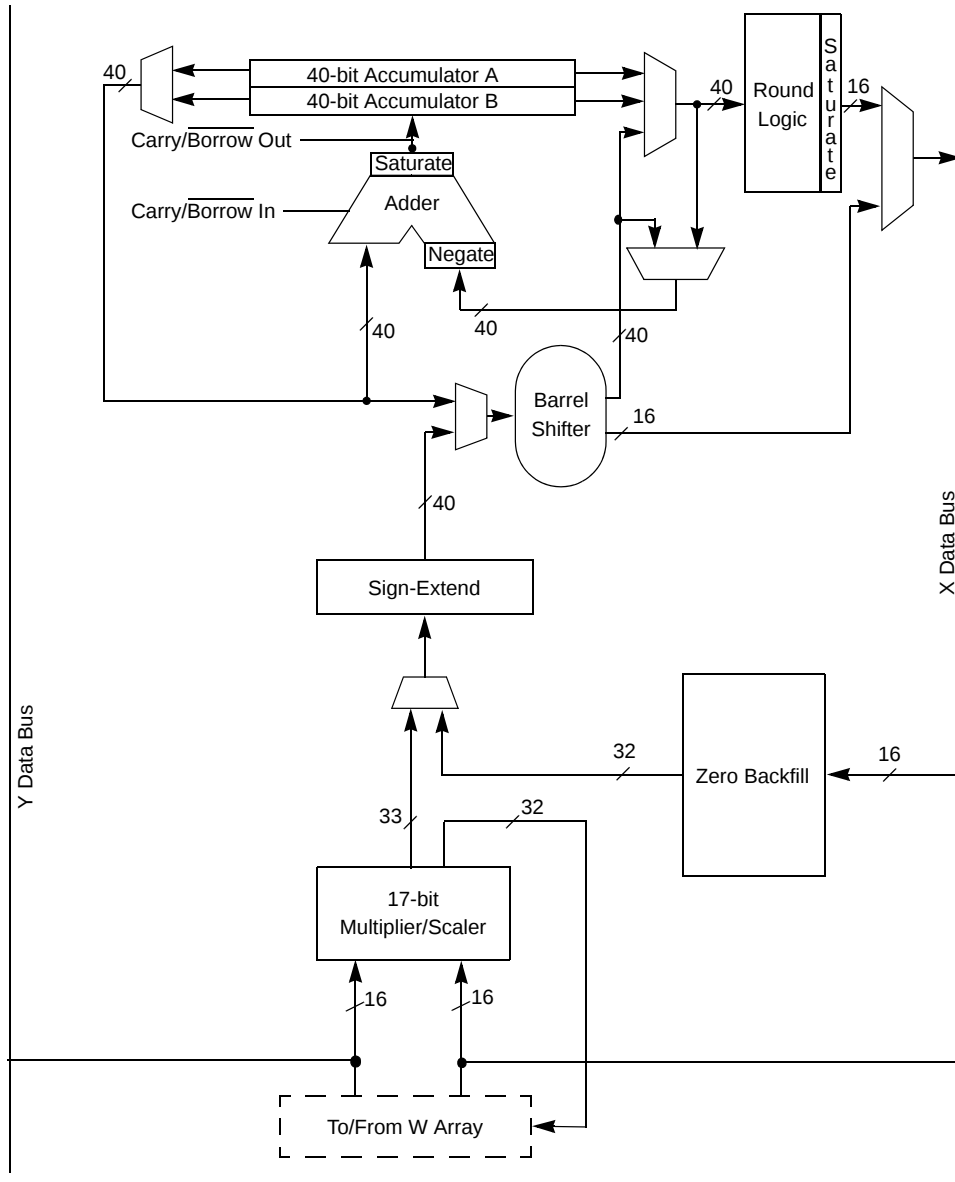 40
40-bit Accumulator A
40-bit Accumulator B
Carry/Borrow Out
Saturate
Carry/Borrow In
Adder
Negate
40
Round
Logic
Saturate
16
40
40
40
Barrel
Shifter
16
40
Sign-Extend
X Data Bus
Y Data Bus
32
Zero Backfill
16
33
32
17-bit
Multiplier/Scaler
16
16
To/From W Array